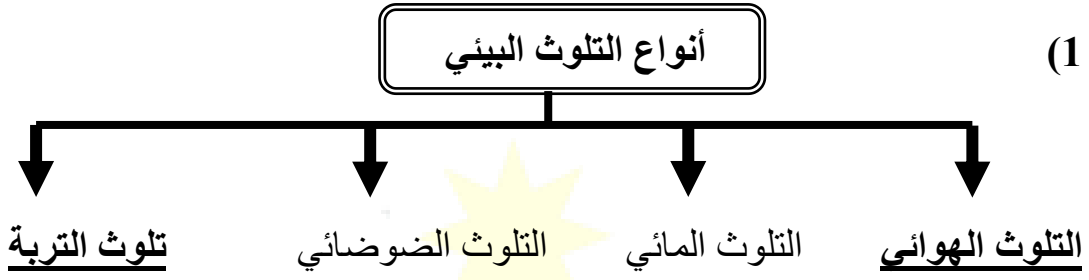 (1
أنواع التلوث البيئي
التلوث الهوائي التلوث المائي التلوث الضوضائي تلوث التربة